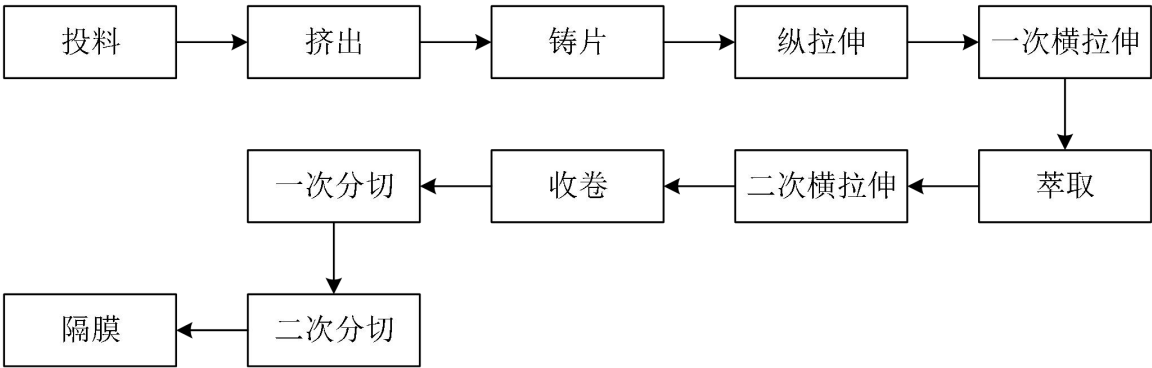 投料
挤出
铸片
纵拉伸
一次横拉伸
萃取
二次横拉伸
收卷
一次分切
二次分切
隔膜